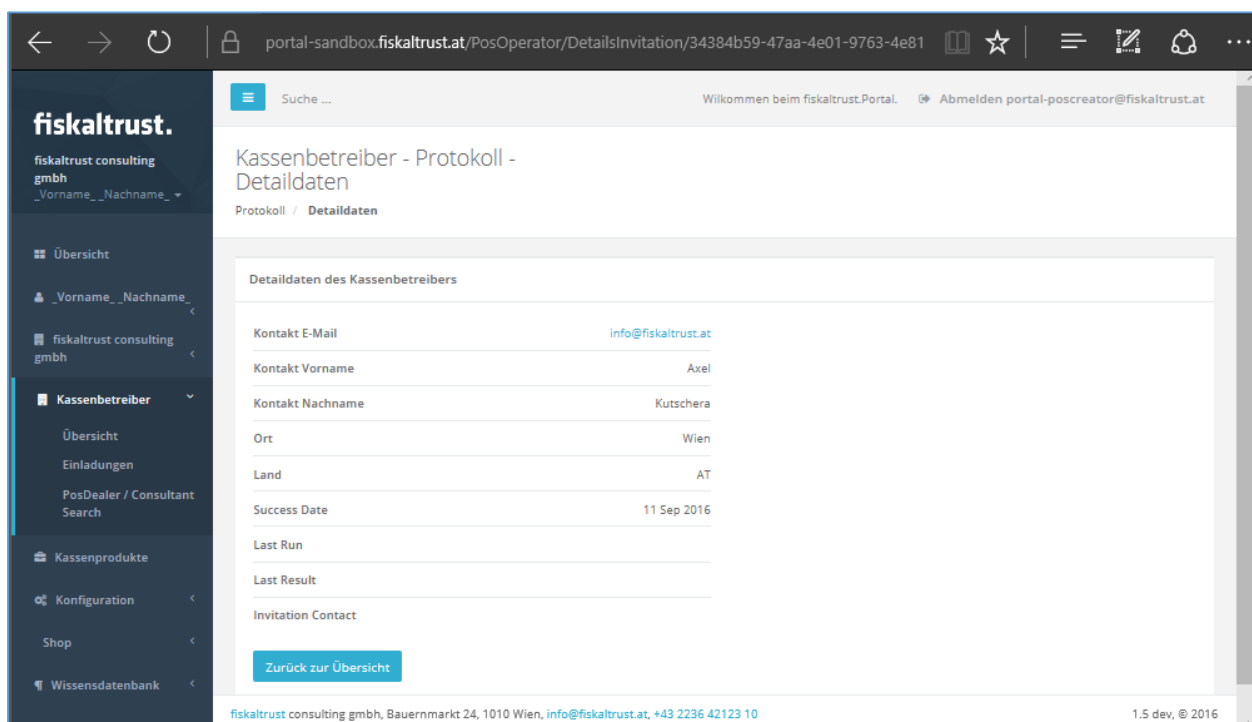 portal-sandbox.fiskaltrust.at/PosOperator/DetailsInvitation/34384b59-47aa-4e01-9763-4e81
fiskaltrust.
fiskaltrust consulting
gmbh
_Vorname_ _Nachname_
Übersicht
_Vorname_ _Nachname_
fiskaltrust consulting
gmbh
Kassenbetreiber
Übersicht
Einladungen
PosDealer / Consultant
Search
Kassenprodukte
Konfiguration
Shop
Wissensdatenbank
Suche ...
Wilkommen beim fiskaltrust.Portal. Abmelden portal-poscreator@fiskaltrust.at
Kassenbetreiber - Protokoll -
Detaildaten
Protokoll / Detaildaten
Detaildaten des Kassenbetreibers
Kontakt E-Mail info@fiskaltrust.at
Kontakt Vorname Axel
Kontakt Nachname Kutschera
Ort Wien
Land AT
Success Date 11 Sep 2016
Last Run
Last Result
Invitation Contact
Zurück zur Übersicht
fiskaltrust consulting gmbh, Bauernmarkt 24, 1010 Wien, info@fiskaltrust.at, +43 2236 42123 10 1.5 dev, © 2016